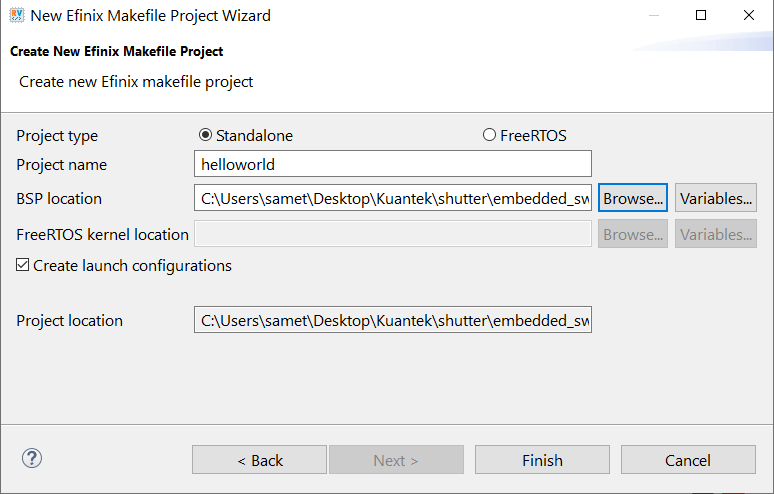 New Efinix Makefile Project Wizard
Create New Efinix Makefile Project
Create new Efinix makefile project
Project type Standalone FreeRTOS
Project name helloworld
BSP location C:\Users\samet\Desktop\Kuantek\shutter\embedded_sw Browse... Variables...
FreeRTOS kernel location Browse... Variables...
Create launch configurations
Project location C:\Users\samet\Desktop\Kuantek\shutter\embedded_sw
? < Back Next > Finish Cancel